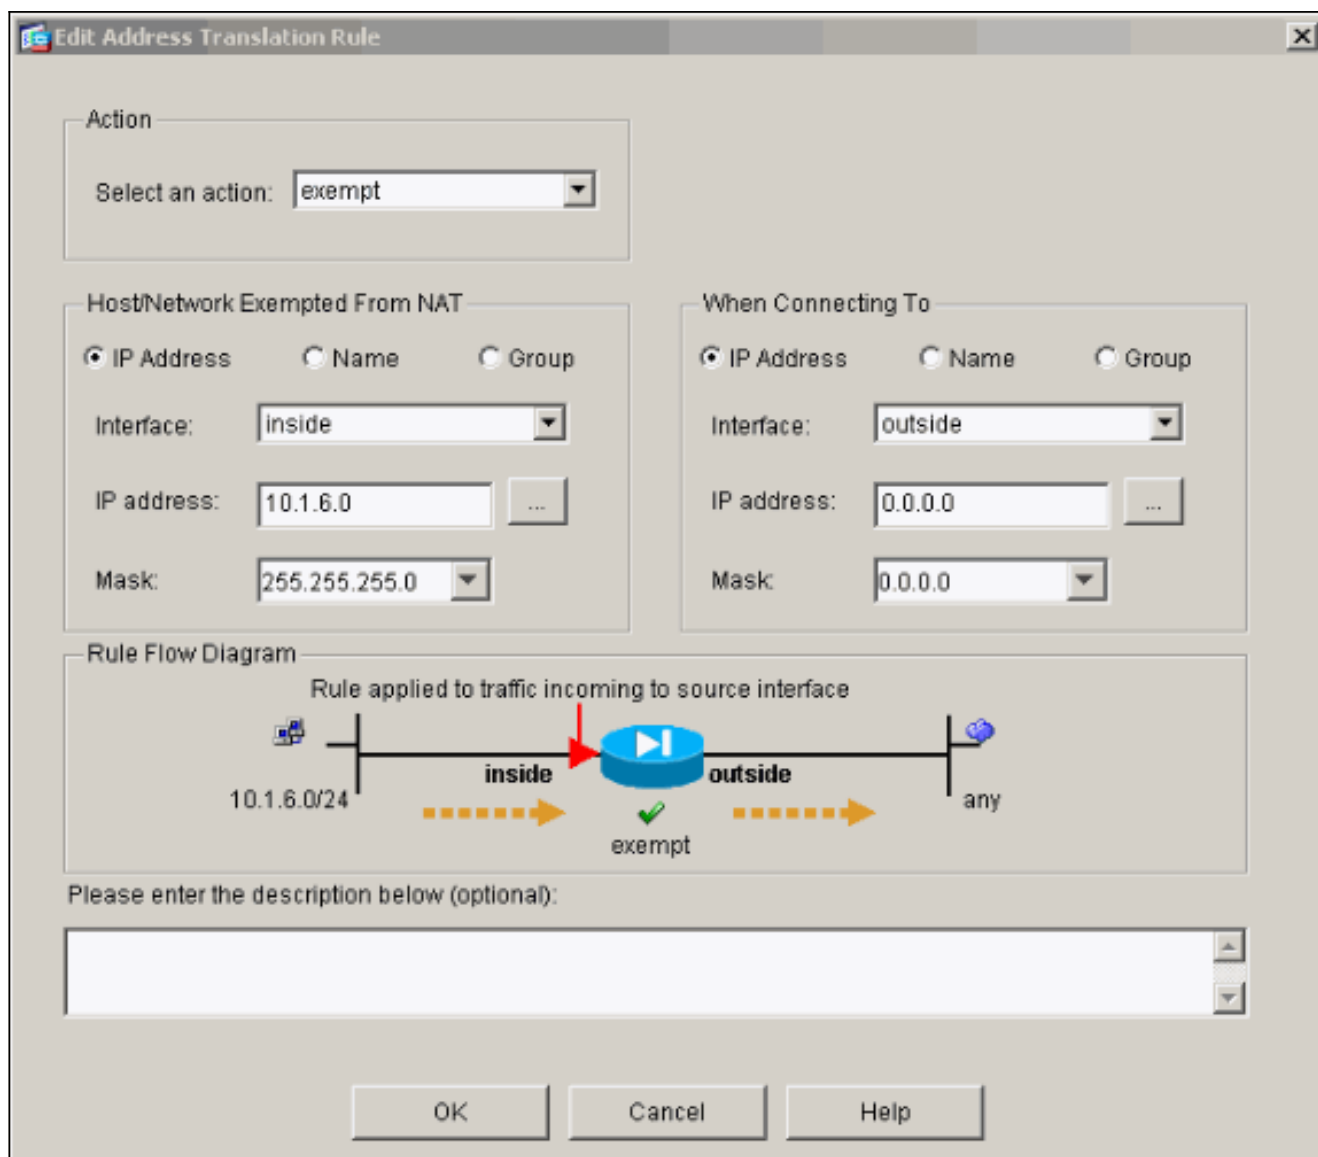 Edit Address Translation Rule
Action
Select an action: exempt
Host/Network Exempted From NAT
IP Address Name Group
Interface: inside
IP address: 10.1.6.0 ...
Mask: 255.255.255.0
When Connecting To
IP Address Name Group
Interface: outside
IP address: 0.0.0.0 ...
Mask: 0.0.0.0
Rule Flow Diagram
Rule applied to traffic incoming to source interface
inside outside
10.1.6.0/24 any
exempt
Please enter the description below (optional):
OK Cancel Help